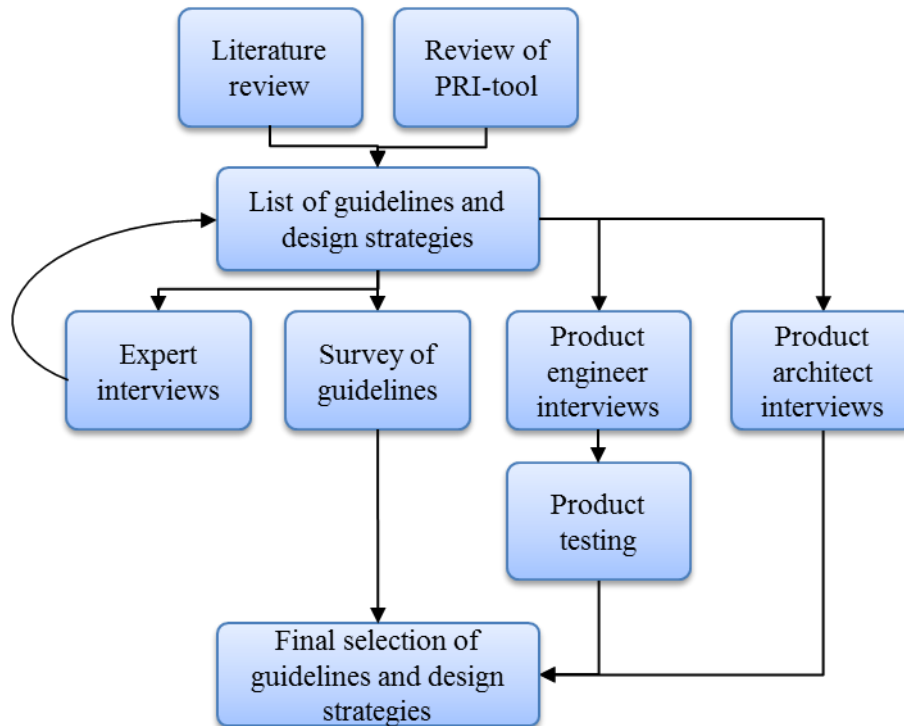 Literature
review
Review of
PRI-tool
List of guidelines and
design strategies
Expert
interviews
Survey of
guidelines
Product
engineer
interviews
Product
architect
interviews
Product
testing
Final selection of
guidelines and design
strategies